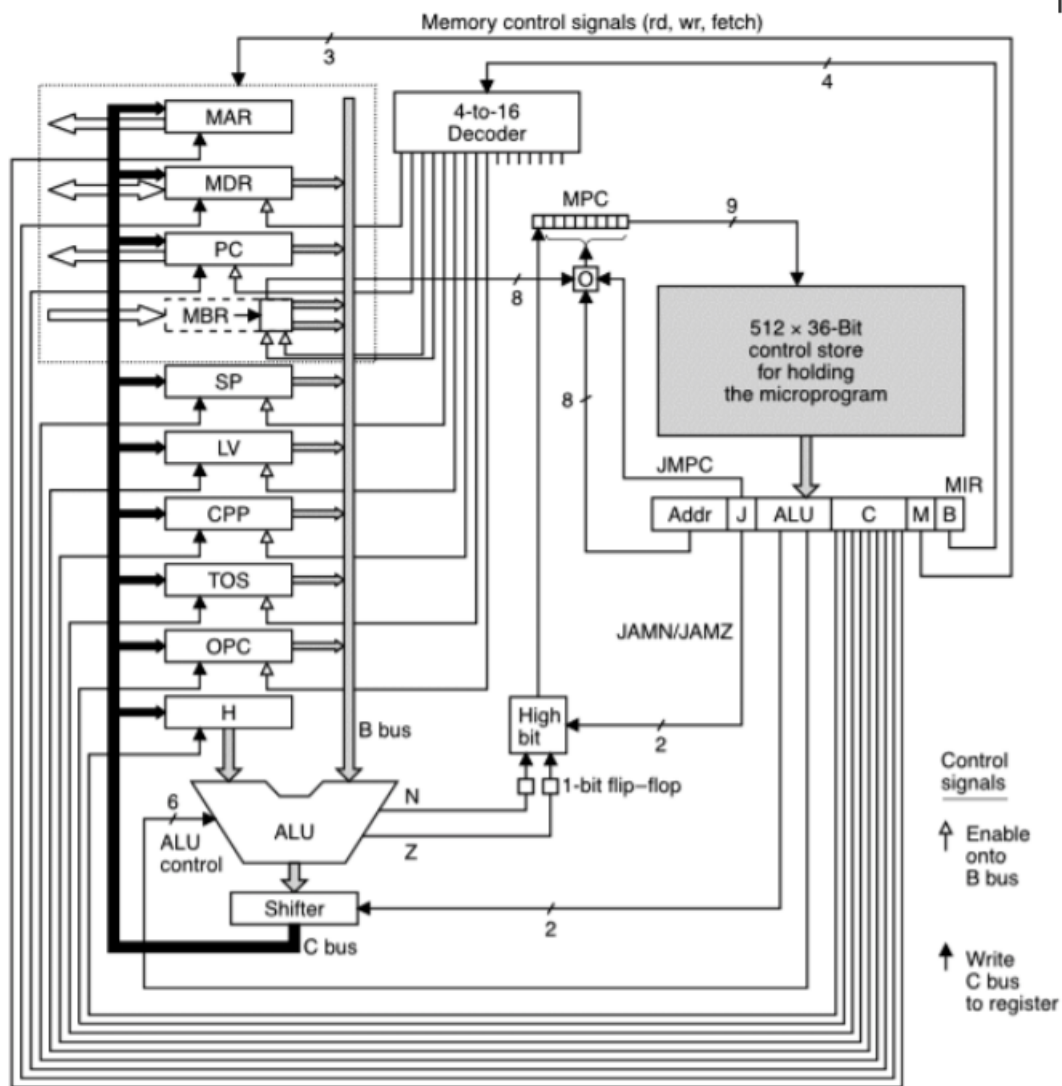 Memory control signals (rd, wr, fetch)
3
4
MAR
4-to-16
Decoder
MDR
MPC
9
PC
O
8
MBR
512 × 36-Bit
control store
for holding
the microprogram
SP
8
LV
JMPC
MIR
Addr J ALU C M B
CPP
TOS
JAMN/JAMZ
OPC
H
High
bit
2
B bus
Control
signals
1-bit flip–flop
N
6
ALU
ALU
control
Z
Enable
onto
B bus
Shifter
2
C bus
Write
C bus
to register